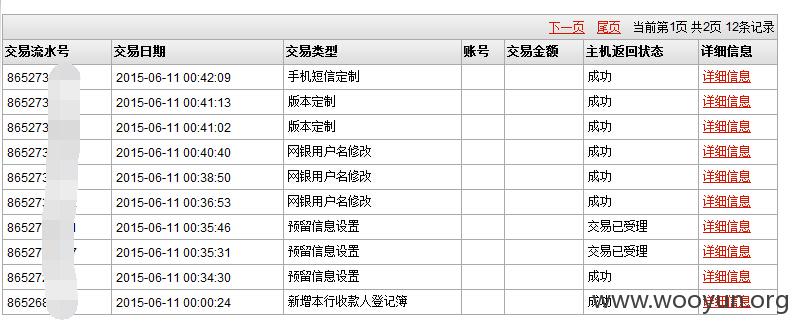 下一页 尾页 当前第1页 共2页 12条记录
交易流水号 交易日期 交易类型 账号 交易金额 主机返回状态 详细信息
865273 2015-06-11 00:42:09 手机短信定制 成功 详细信息
865273 2015-06-11 00:41:13 版本定制 成功 详细信息
865273 2015-06-11 00:41:02 版本定制 成功 详细信息
865273 2015-06-11 00:40:40 网银用户名修改 成功 详细信息
865273 2015-06-11 00:38:50 网银用户名修改 成功 详细信息
865273 2015-06-11 00:36:53 网银用户名修改 成功 详细信息
86527 2015-06-11 00:35:46 预留信息设置 交易已受理 详细信息
86527 2015-06-11 00:35:31 预留信息设置 交易已受理 详细信息
86527 2015-06-11 00:34:30 预留信息设置 成功 详细信息
865268 2015-06-11 00:00:24 新增本行收款人登记簿 成功 详细信息
www.wooyun.org